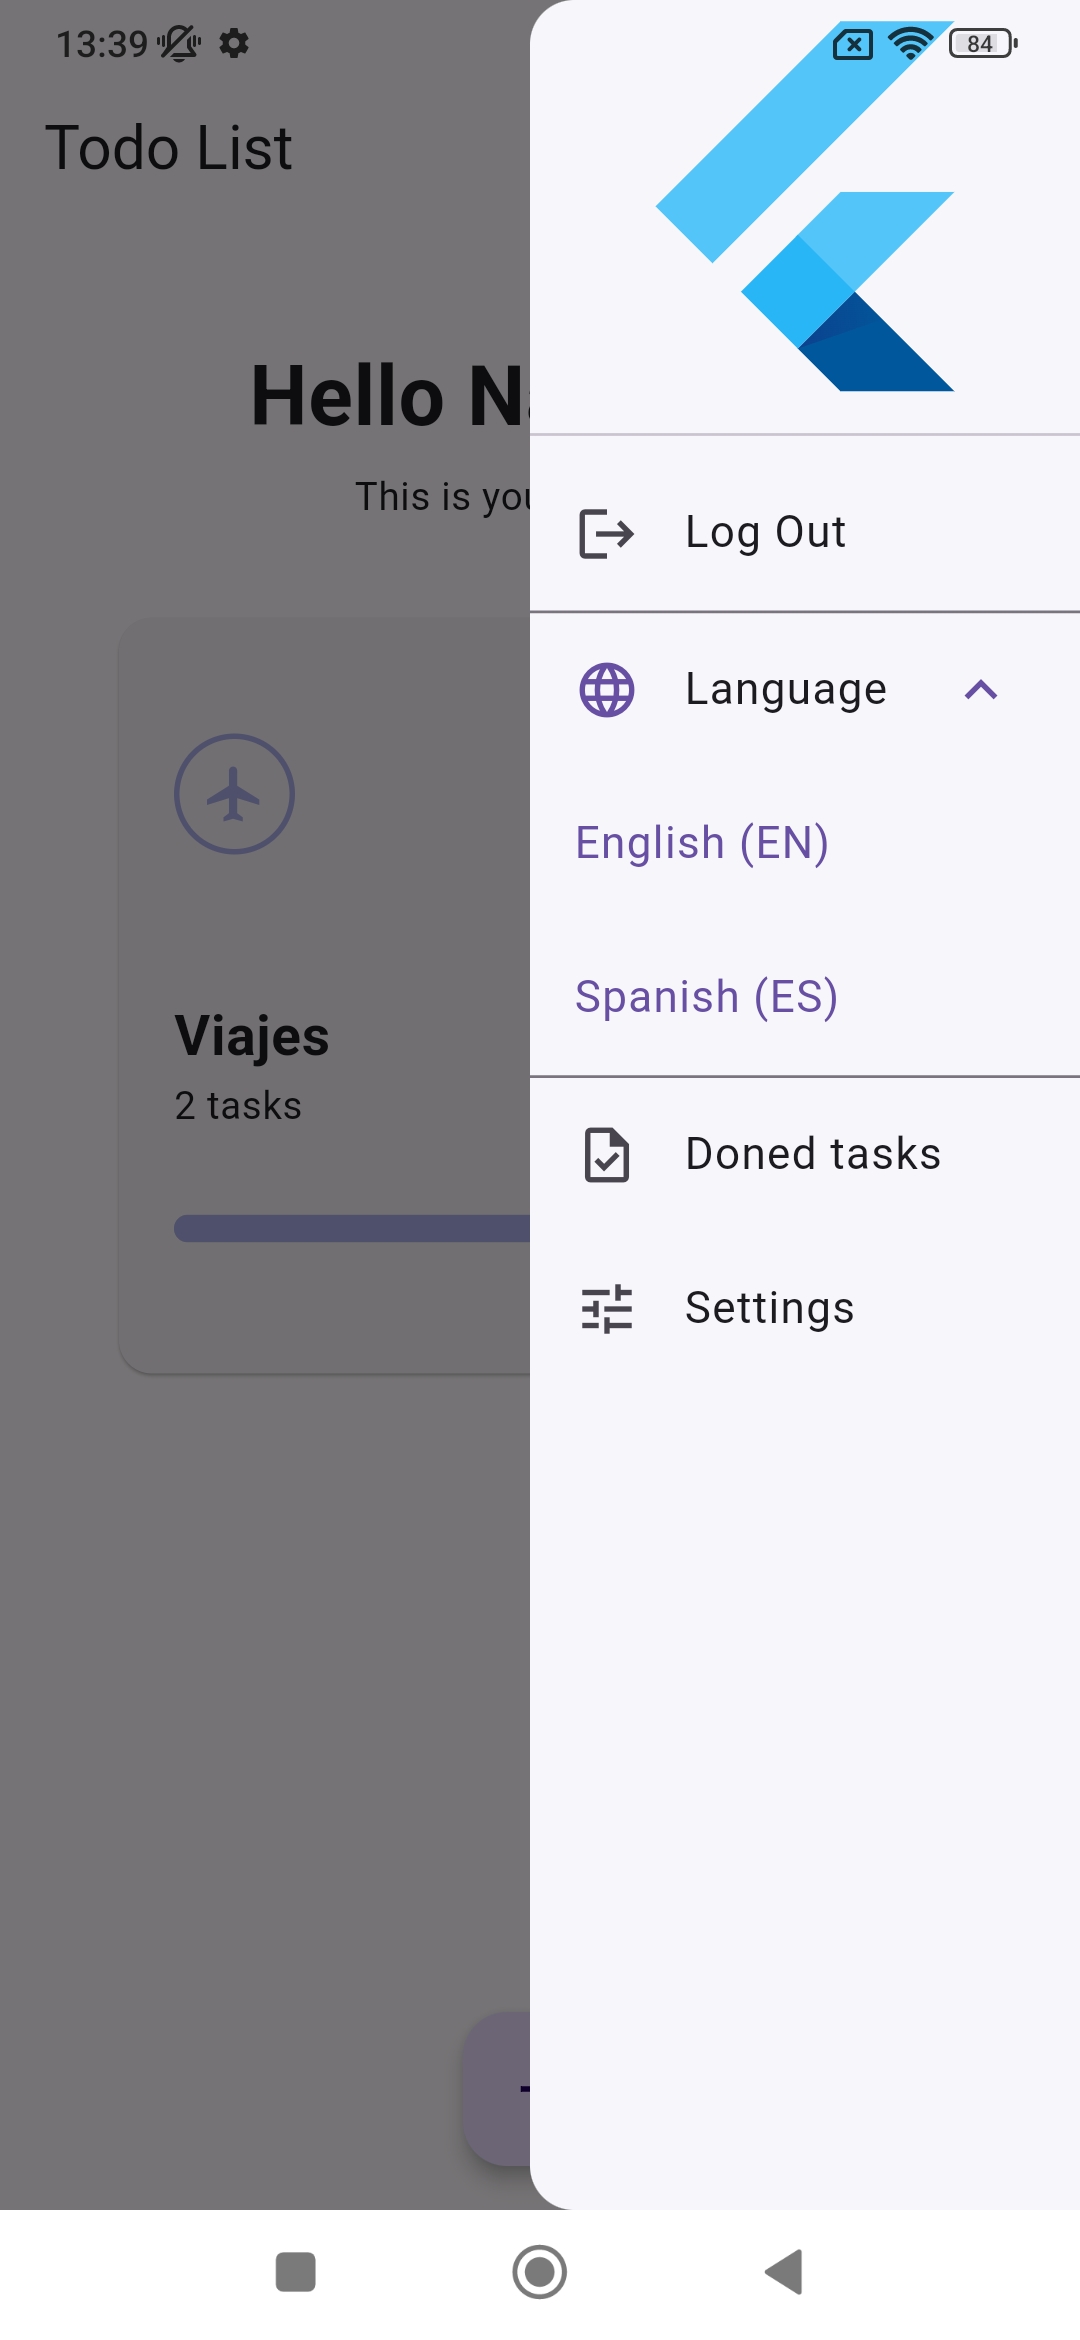 13:39
84
Todo List
Hello
This is
Viajes
2 tasks
Log Out
Language
English (EN)
Spanish (ES)
Doned tasks
Settings